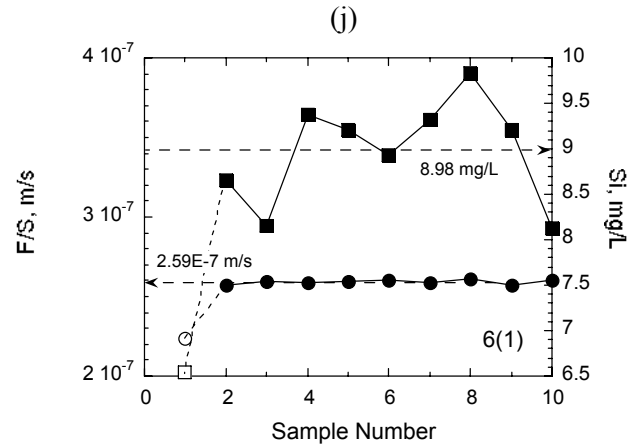 (j)
4 10⁻⁷
3 10⁻⁷
2 10⁻⁷
F/S, m/s
10
9.5
9
8.5
8
7.5
7
6.5
Si, mg/L
8.98 mg/L
2.59E-7 m/s
6(1)
0 2 4 6 8 10
Sample Number